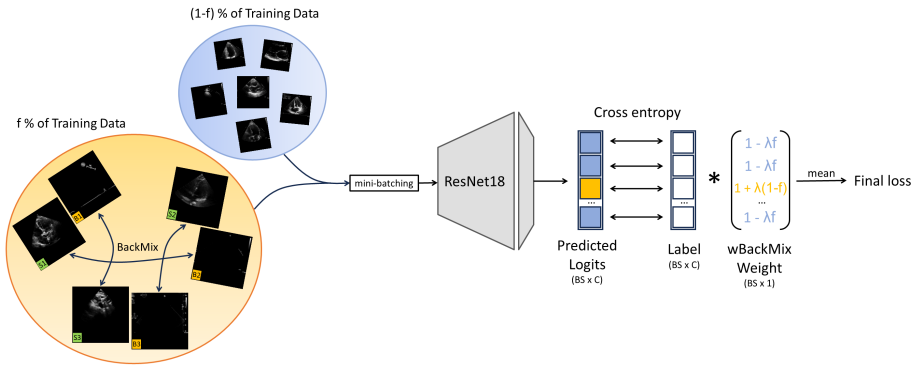 (1-f) % of Training Data
f % of Training Data
B1
S1
S2
B2
S3
B3
BackMix
mini-batching
ResNet18
Cross entropy
...
...
Predicted
Logits
(BS x C)
Label
(BS x C)
*
1 - λf
1 - λf
1 + λ(1-f)
...
1 - λf
wBackMix
Weight
(BS x 1)
mean
Final loss